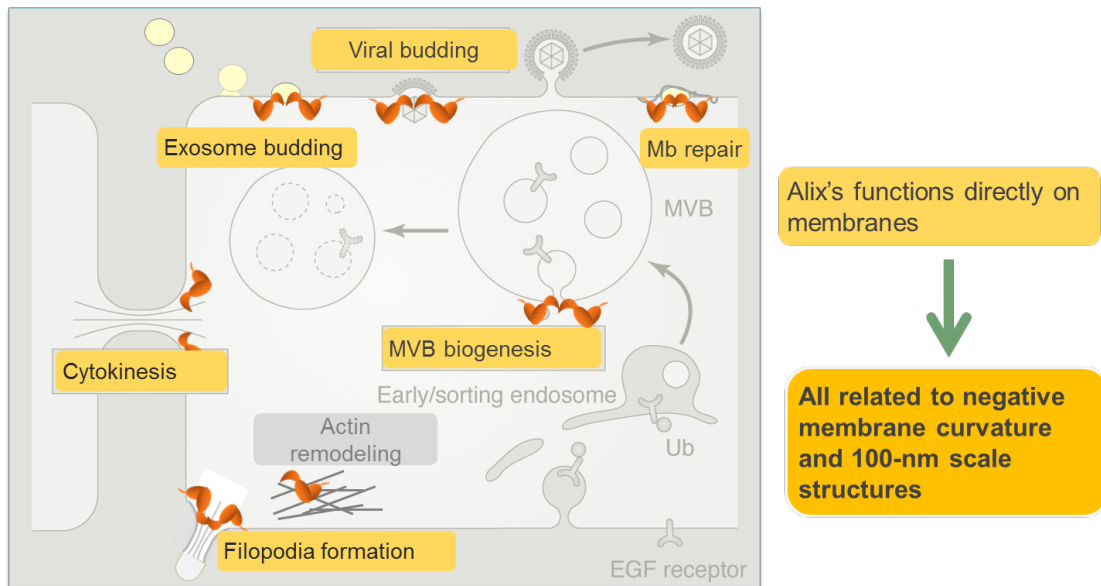 Viral budding
Exosome budding
Mb repair
MVB
Alix's functions directly on
membranes
MVB biogenesis
Cytokinesis
Early/sorting endosome
Ub
Actin
remodeling
All related to negative
membrane curvature
and 100-nm scale
structures
Filopodia formation
EGF receptor